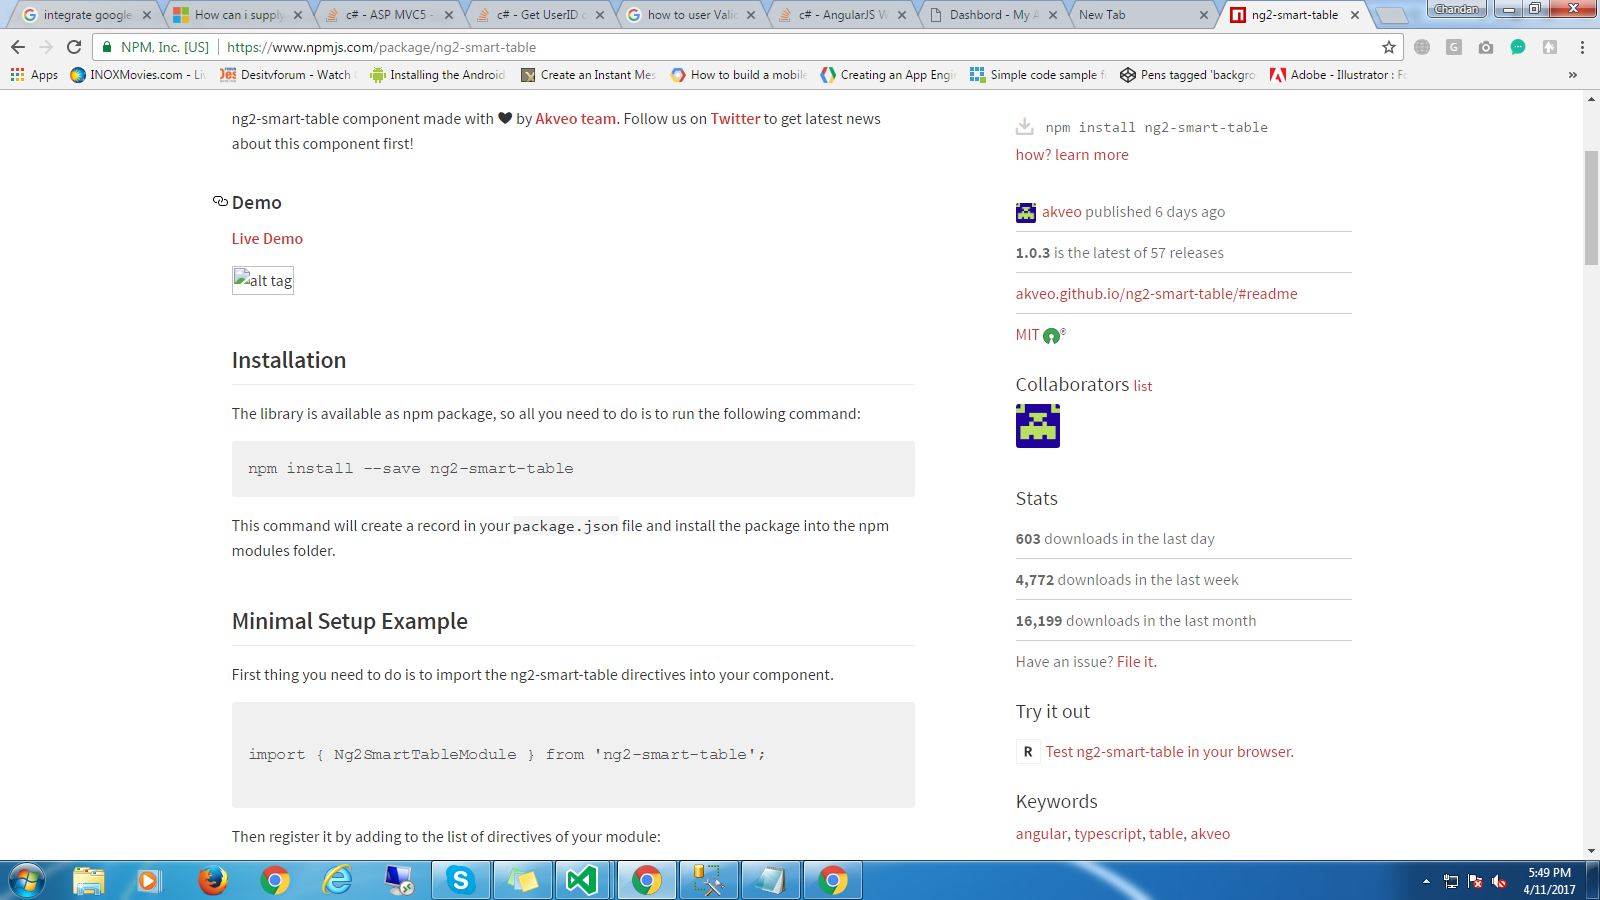 integrate google
How can i supply
c# - ASP MVC5 -
c# - Get UserID
how to user Valid
c# - AngularJS W
Dashbord - My A
New Tab
ng2-smart-table
Chandan
NPM, Inc. [US]
https://www.npmjs.com/package/ng2-smart-table
Apps
INOXMovies.com - Liv
Desitvforum - Watch
Installing the Android
Create an Instant Mes
How to build a mobile
Creating an App Engi
Simple code sample f
Pens tagged 'backgro
Adobe - Illustrator : Fo
»
ng2-smart-table component made with ♥ by Akveo team. Follow us on Twitter to get latest news
about this component first!
Demo
Live Demo
alt tag
Installation
The library is available as npm package, so all you need to do is to run the following command:
npm install --save ng2-smart-table
This command will create a record in your package.json file and install the package into the npm
modules folder.
Minimal Setup Example
First thing you need to do is to import the ng2-smart-table directives into your component.
import { Ng2SmartTableModule } from 'ng2-smart-table';
Then register it by adding to the list of directives of your module:
npm install ng2-smart-table
how? learn more
akveo published 6 days ago
1.0.3 is the latest of 57 releases
akveo.github.io/ng2-smart-table/#readme
MIT ®
Collaborators list
Stats
603 downloads in the last day
4,772 downloads in the last week
16,199 downloads in the last month
Have an issue? File it.
Try it out
R Test ng2-smart-table in your browser.
Keywords
angular, typescript, table, akveo
5:49 PM
4/11/2017